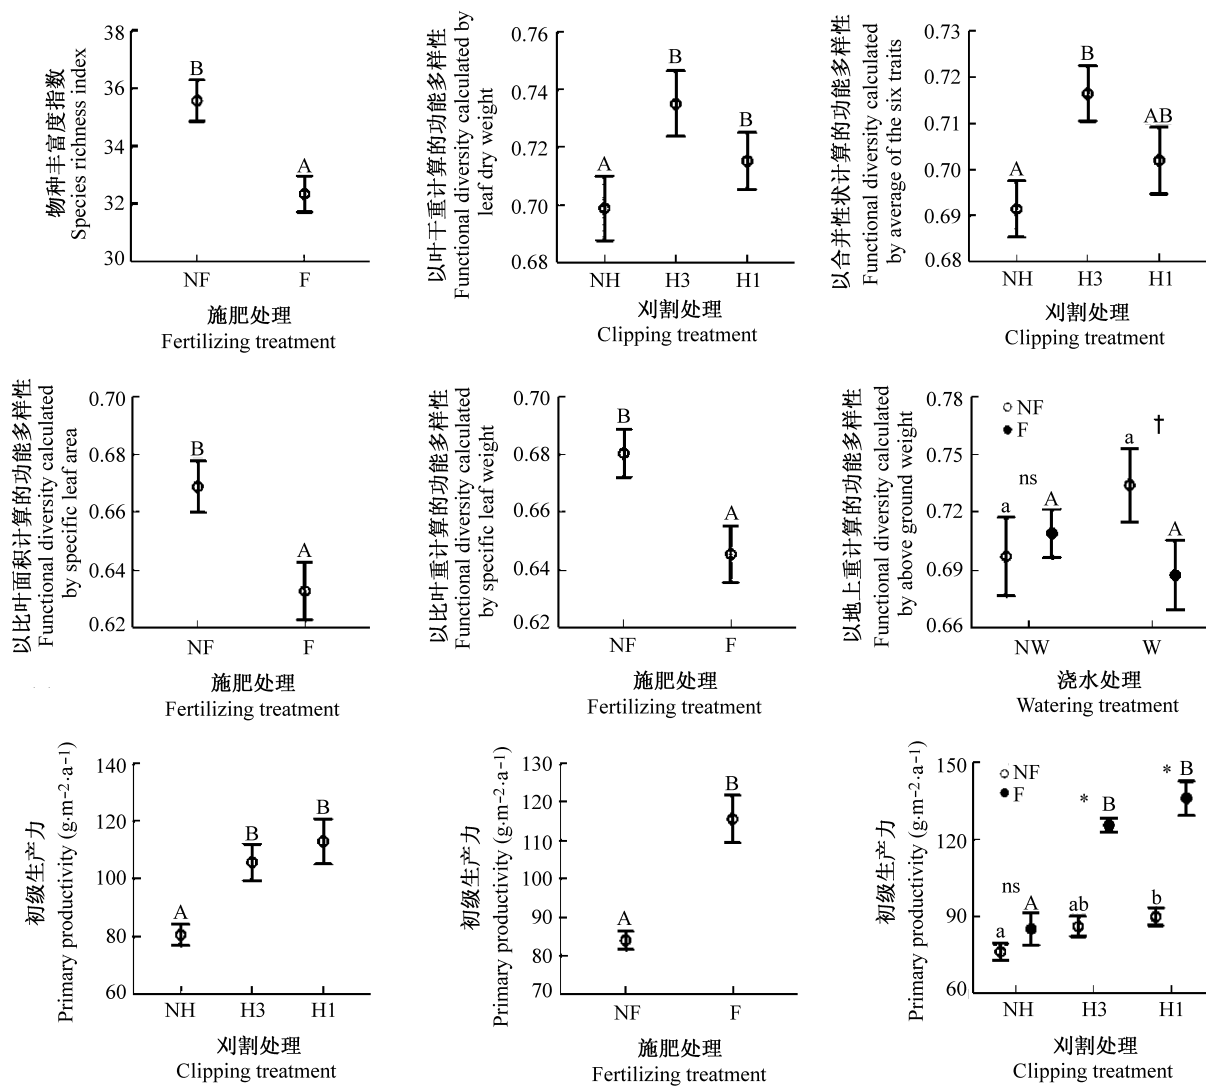 物种丰富度指数
Species richness index
38
36
34
32
30
B
A
NF
F
施肥处理
Fertilizing treatment
以叶干重计算的功能多样性
Functional diversity calculated by
leaf dry weight
0.76
0.74
0.72
0.70
0.68
A
B
B
NH
H3
H1
刈割处理
Clipping treatment
以合并性状计算的功能多样性
Functional diversity calculated
by average of the six traits
0.73
0.72
0.71
0.70
0.69
0.68
A
B
AB
NH
H3
H1
刈割处理
Clipping treatment
以比叶面积计算的功能多样性
Functional diversity calculated
by specific leaf area
0.70
0.68
0.66
0.64
0.62
B
A
NF
F
施肥处理
Fertilizing treatment
以比叶重计算的功能多样性
Functional diversity calculated
by specific leaf weight
0.70
0.68
0.66
0.64
0.62
B
A
NF
F
施肥处理
Fertilizing treatment
以地上重计算的功能多样性
Functional diversity calculated
by above ground weight
0.78
0.75
0.72
0.69
0.66
NF
F
a
ns
A
a
†
A
NW
W
浇水处理
Watering treatment
初级生产力
Primary productivity (g·m⁻²·a⁻¹)
140
120
100
80
60
A
B
B
NH
H3
H1
刈割处理
Clipping treatment
初级生产力
Primary productivity (g·m⁻²·a⁻¹)
130
120
110
100
90
80
70
A
B
NF
F
施肥处理
Fertilizing treatment
初级生产力
Primary productivity (g·m⁻²·a⁻¹)
150
120
90
60
NF
F
a
ns
A
ab
*
B
b
*
B
NH
H3
H1
刈割处理
Clipping treatment